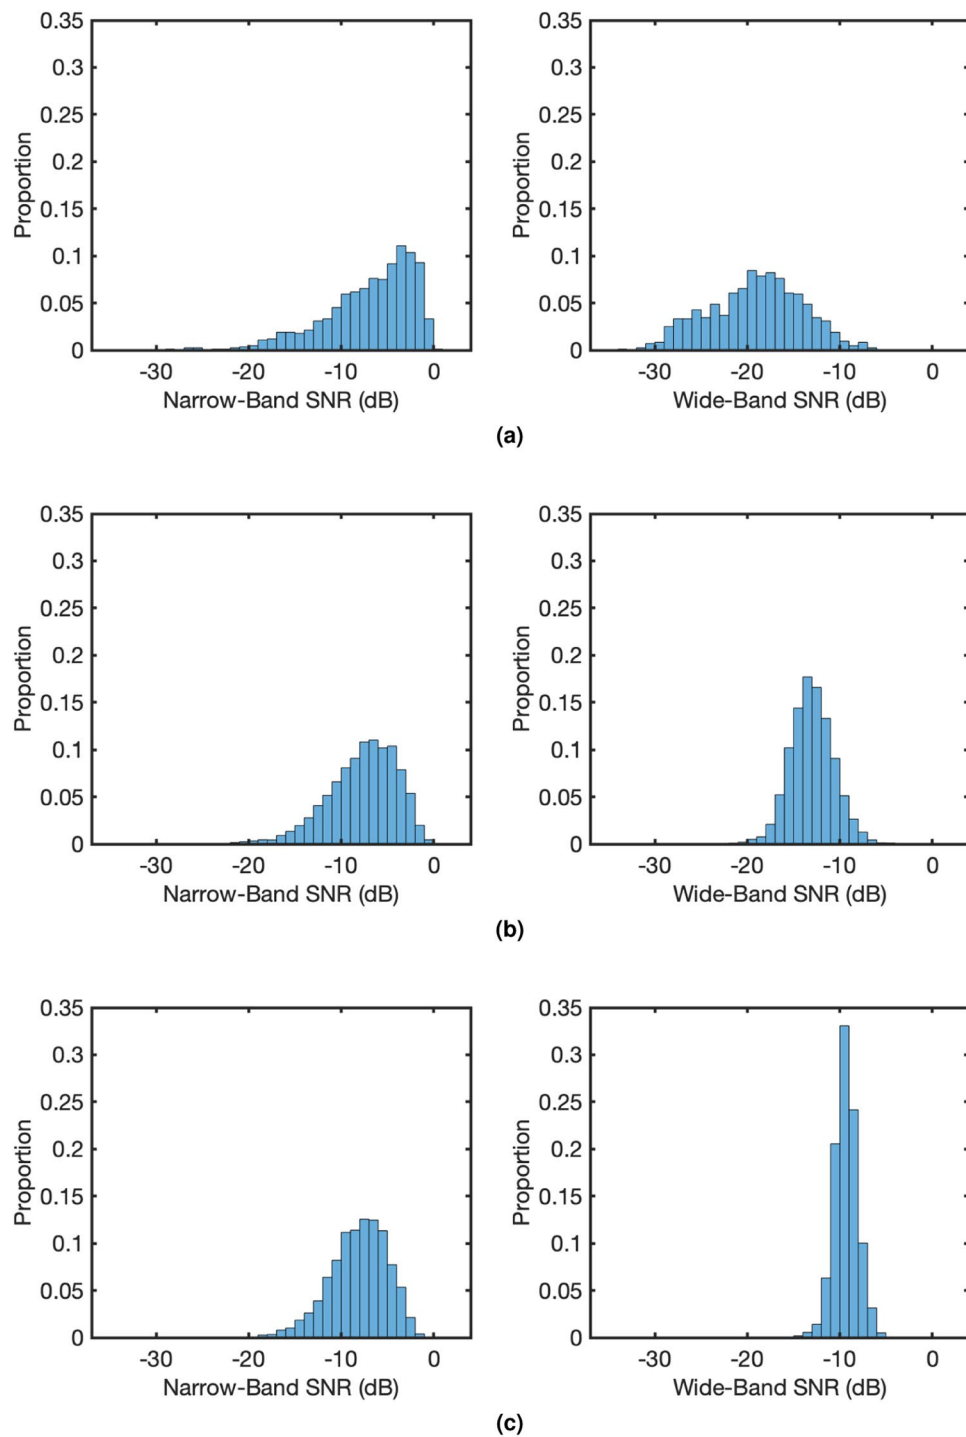 0.35 0.35
0.3 0.3
0.25 0.25
Proportion Proportion
0.2 0.2
0.15 0.15
0.1 0.1
0.05 0.05
0 0
-30 -20 -10 0 -30 -20 -10 0
Narrow-Band SNR (dB) Wide-Band SNR (dB)
(a)
0.35 0.35
0.3 0.3
0.25 0.25
Proportion Proportion
0.2 0.2
0.15 0.15
0.1 0.1
0.05 0.05
0 0
-30 -20 -10 0 -30 -20 -10 0
Narrow-Band SNR (dB) Wide-Band SNR (dB)
(b)
0.35 0.35
0.3 0.3
0.25 0.25
Proportion Proportion
0.2 0.2
0.15 0.15
0.1 0.1
0.05 0.05
0 0
-30 -20 -10 0 -30 -20 -10 0
Narrow-Band SNR (dB) Wide-Band SNR (dB)
(c)